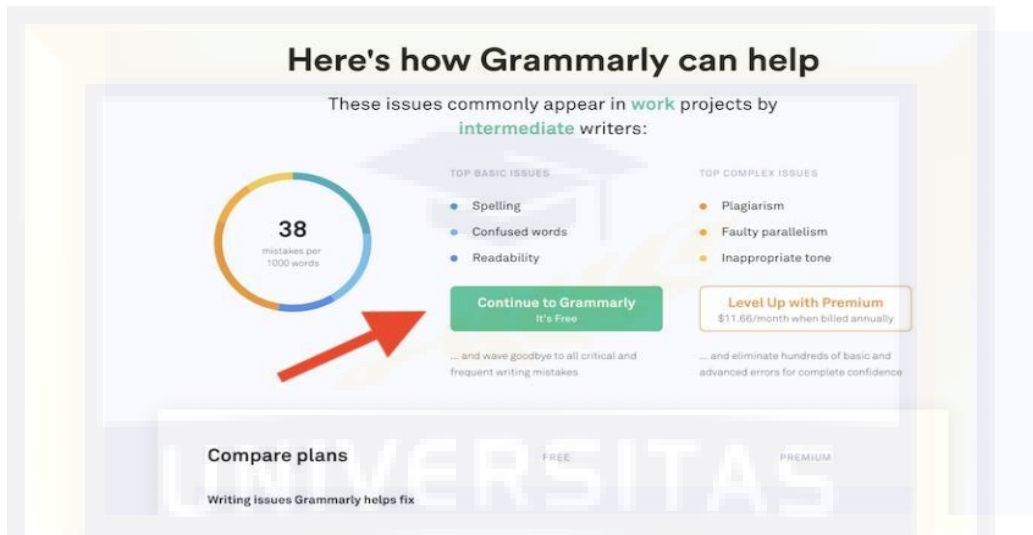 Here's how Grammarly can help
These issues commonly appear in work projects by
intermediate writers:
38
mistakes per
1000 words
TOP BASIC ISSUES
Spelling
Confused words
Readability
Continue to Grammarly
It's Free
... and wave goodbye to all critical and
frequent writing mistakes
TOP COMPLEX ISSUES
Plagiarism
Faulty parallelism
Inappropriate tone
Level Up with Premium
$11.66/month when billed annually
... and eliminate hundreds of basic and
advanced errors for complete confidence
Compare plans
FREE
PREMIUM
Writing issues Grammarly helps fix
UNIVERSITAS